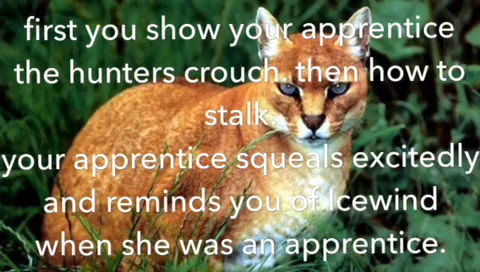 first you show your apprentice
the hunters crouch. then how to
stalk.
your apprentice squeals excitedly
and reminds you of Icewind
when she was an apprentice.